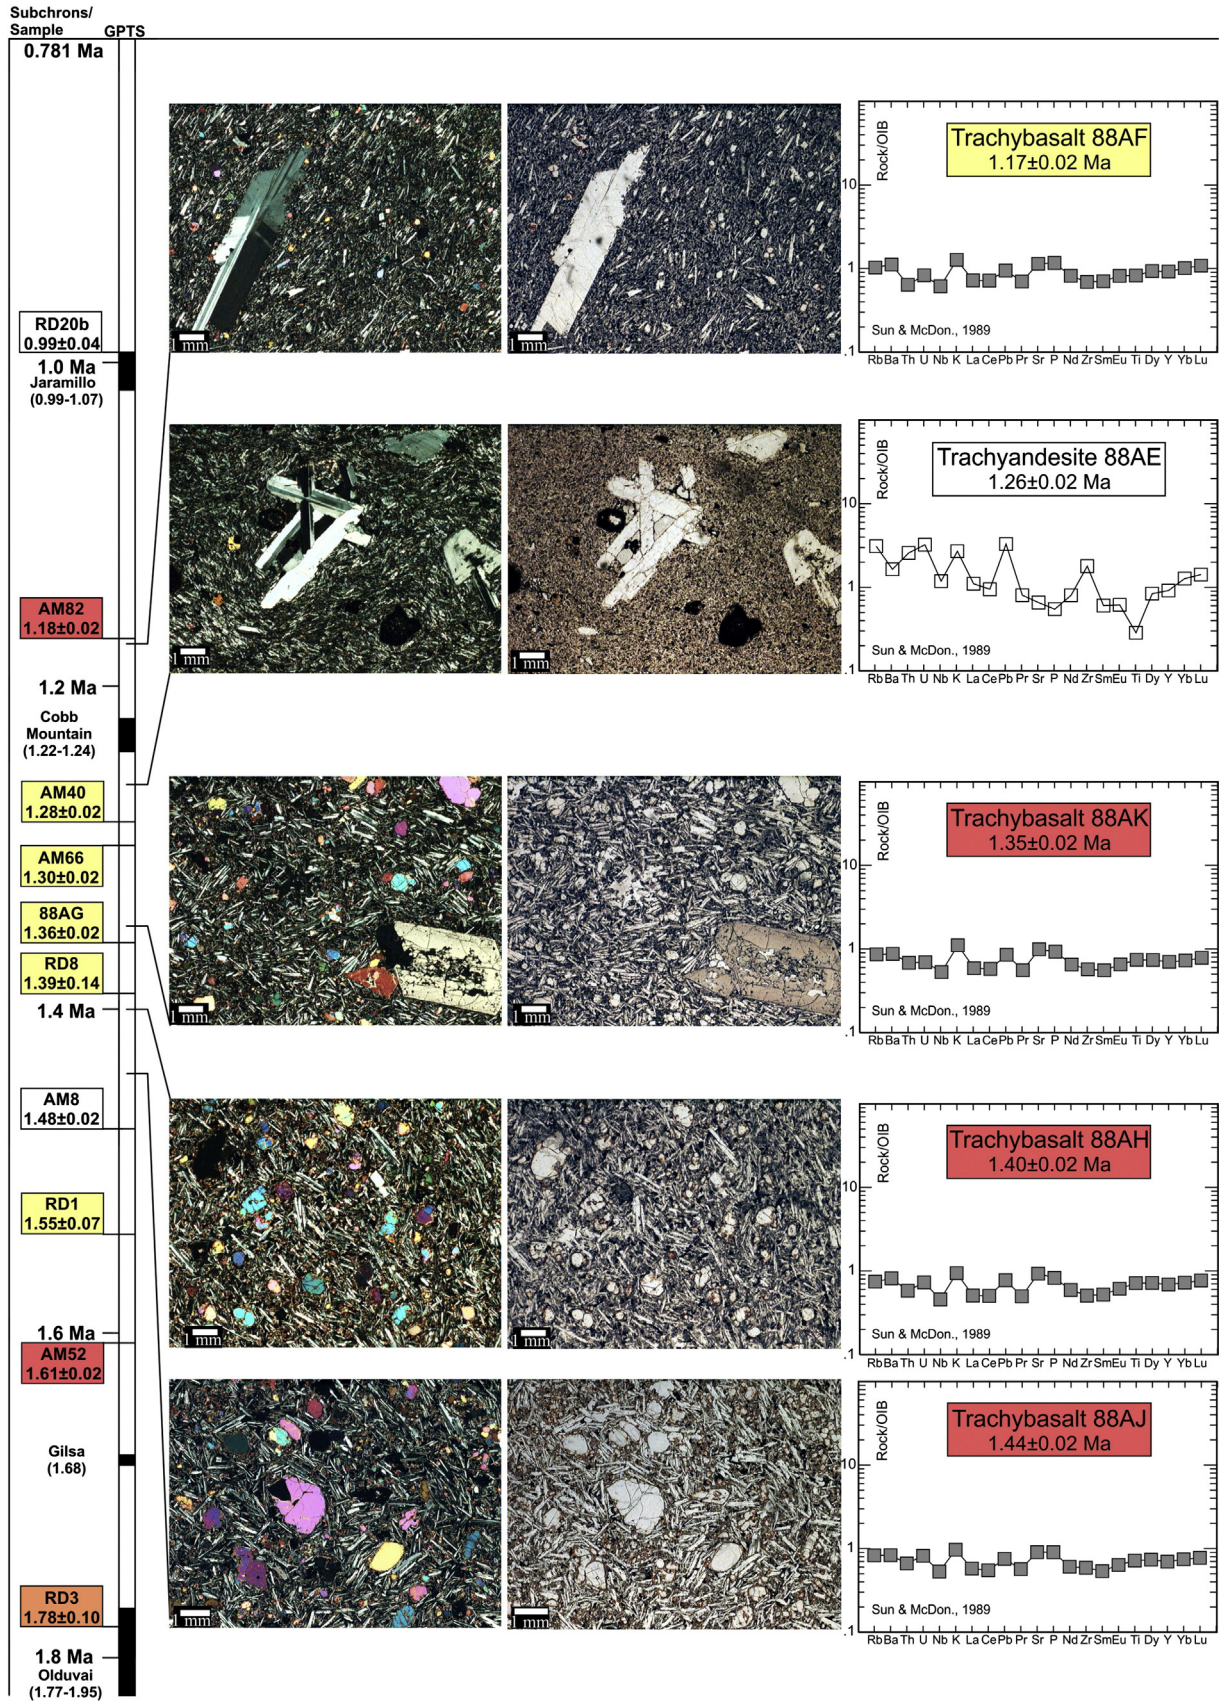 Subchrons/
Sample GPTS
0.781 Ma
RD20b
0.99±0.04
1.0 Ma
Jaramillo
(0.99-1.07)
AM82
1.18±0.02
1.2 Ma
Cobb
Mountain
(1.22-1.24)
AM40
1.28±0.02
AM66
1.30±0.02
88AG
1.36±0.02
RD8
1.39±0.14
1.4 Ma
AM8
1.48±0.02
RD1
1.55±0.07
1.6 Ma
AM52
1.61±0.02
Gilsa
(1.68)
RD3
1.78±0.10
1.8 Ma
Olduvai
(1.77-1.95)
1 mm
1 mm
Rock/OIB
Trachybasalt 88AF
1.17±0.02 Ma
10
1
Sun & McDon., 1989
.1
Rb Ba Th U Nb K La Ce Pb Pr Sr P Nd Zr Sm Eu Ti Dy Y Yb Lu
1 mm
1 mm
Rock/OIB
Trachyandesite 88AE
1.26±0.02 Ma
10
1
Sun & McDon., 1989
.1
Rb Ba Th U Nb K La Ce Pb Pr Sr P Nd Zr Sm Eu Ti Dy Y Yb Lu
1 mm
1 mm
Rock/OIB
Trachybasalt 88AK
1.35±0.02 Ma
10
1
Sun & McDon., 1989
.1
Rb Ba Th U Nb K La Ce Pb Pr Sr P Nd Zr Sm Eu Ti Dy Y Yb Lu
1 mm
1 mm
Rock/OIB
Trachybasalt 88AH
1.40±0.02 Ma
10
1
Sun & McDon., 1989
.1
Rb Ba Th U Nb K La Ce Pb Pr Sr P Nd Zr Sm Eu Ti Dy Y Yb Lu
1 mm
1 mm
Rock/OIB
Trachybasalt 88AJ
1.44±0.02 Ma
10
1
Sun & McDon., 1989
.1
Rb Ba Th U Nb K La Ce Pb Pr Sr P Nd Zr Sm Eu Ti Dy Y Yb Lu